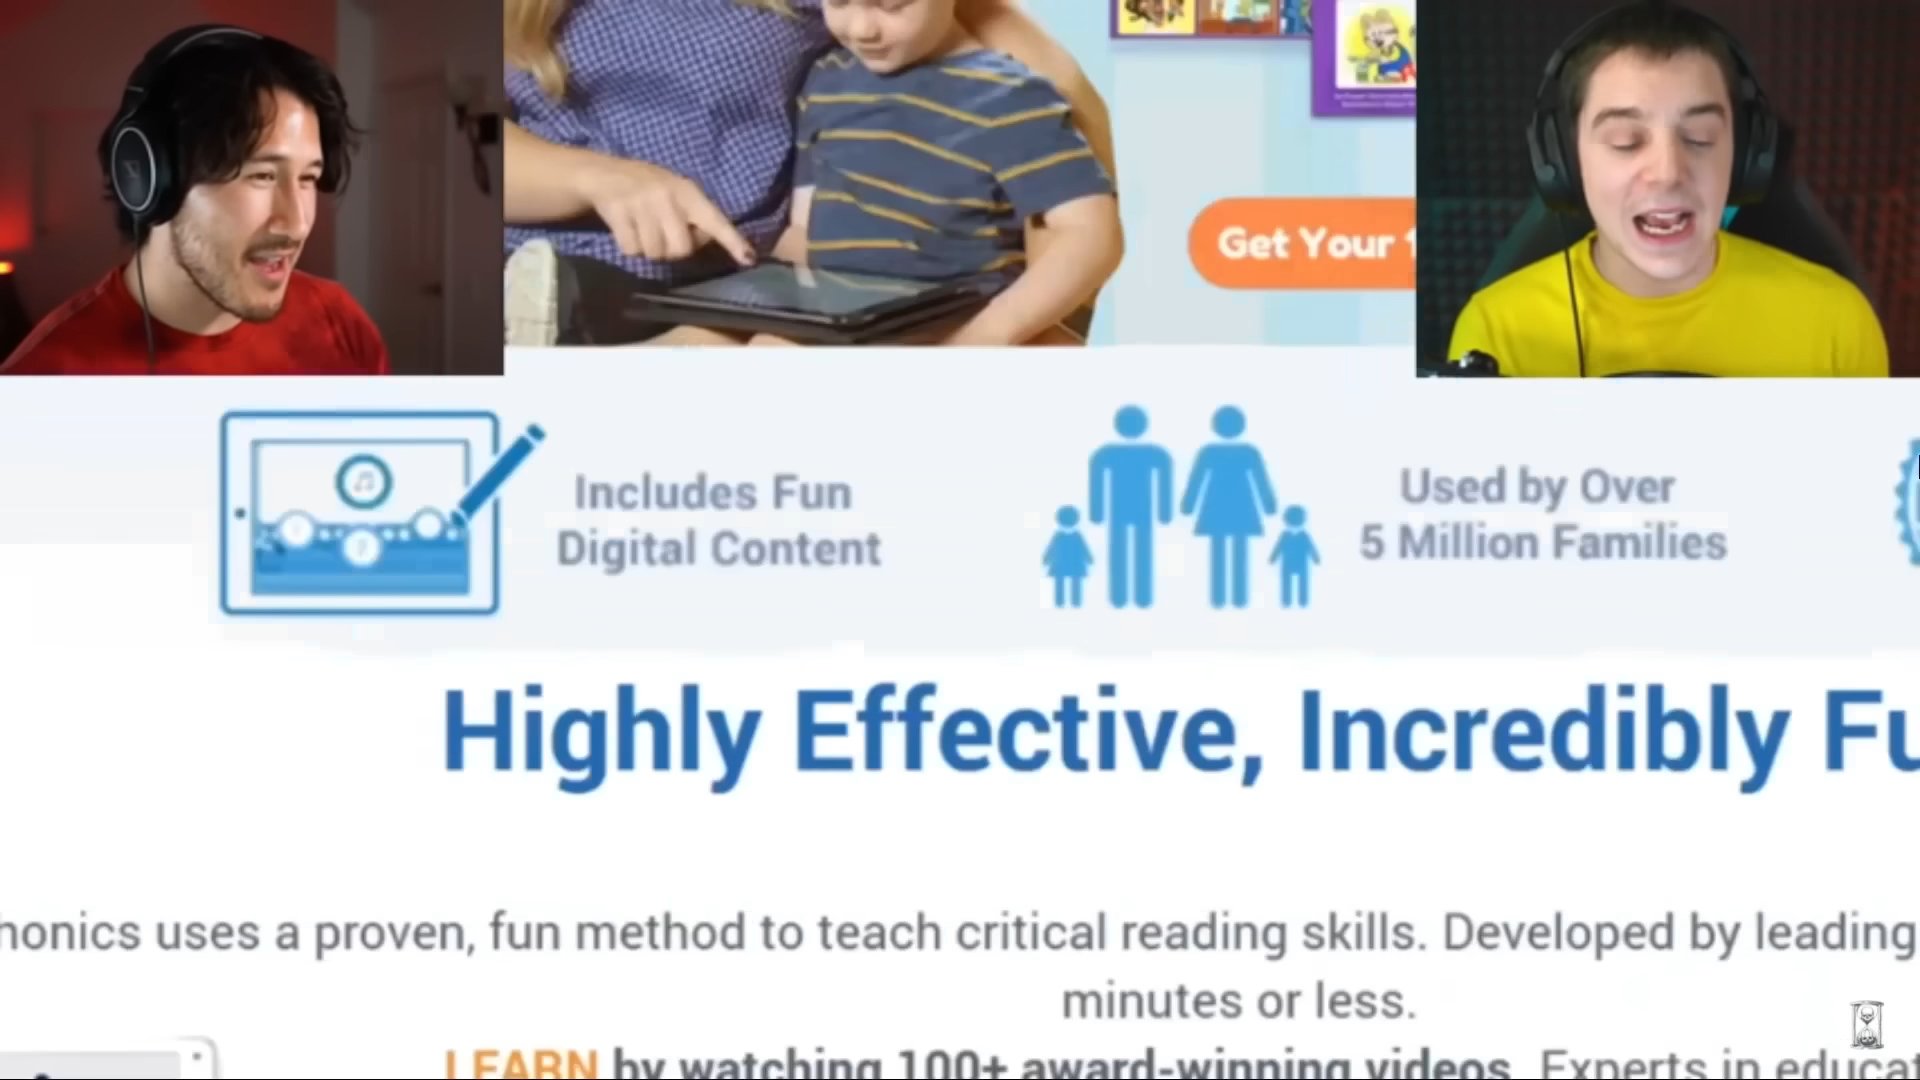 Get Your
Includes Fun
Digital Content
Used by Over
5 Million Families
Highly Effective, Incredibly Fu
honics uses a proven, fun method to teach critical reading skills. Developed by leading
minutes or less.
LEARN by watching 100+ award-winning videos. Experts in educat